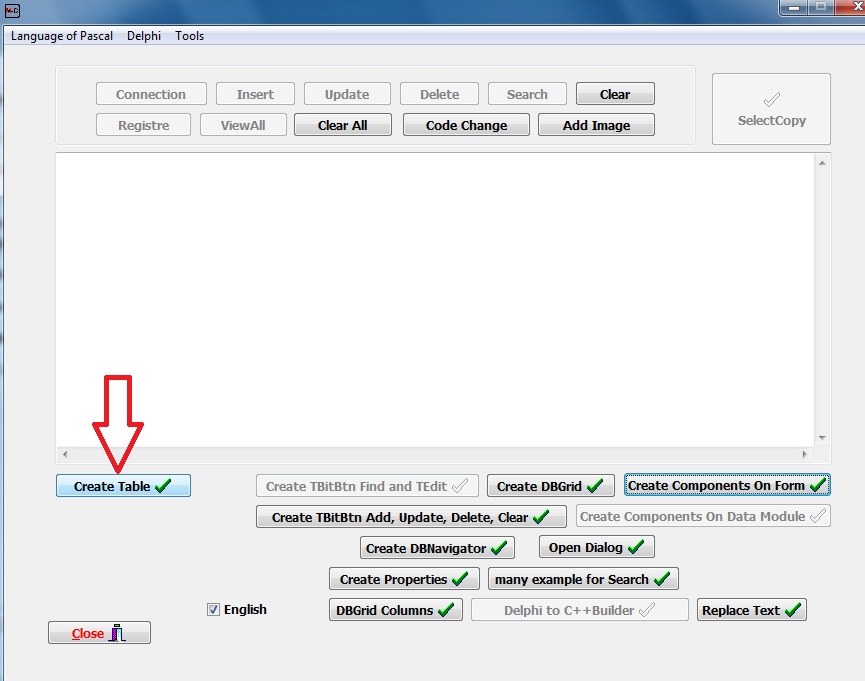 Language of Pascal Delphi Tools
Connection Insert Update Delete Search Clear
Registre ViewAll Clear All Code Change Add Image
SelectCopy
Create Table Create TBitBtn Find and TEdit Create DBGrid Create Components On Form
Create TBitBtn Add, Update, Delete, Clear Create Components On Data Module
Create DBNavigator Open Dialog
Create Properties many example for Search
English DBGrid Columns Delphi to C++Builder Replace Text
Close